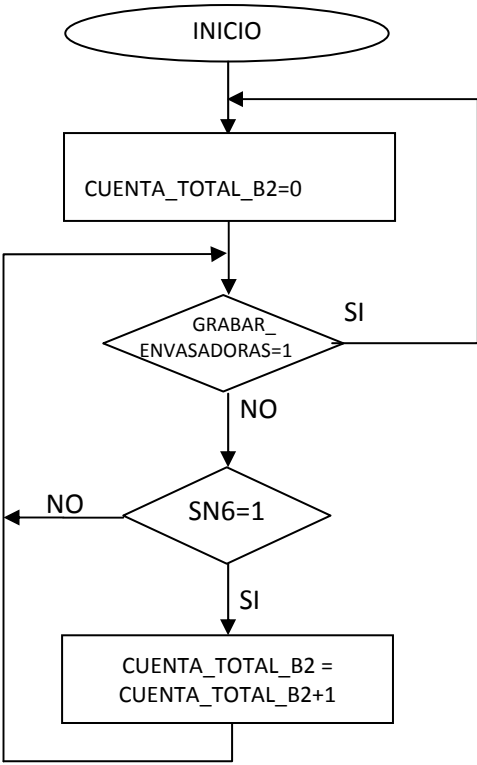 INICIO
CUENTA_TOTAL_B2=0
SI
GRABAR_
ENVASADORAS=1
NO
NO
SN6=1
SI
CUENTA_TOTAL_B2 =
CUENTA_TOTAL_B2+1